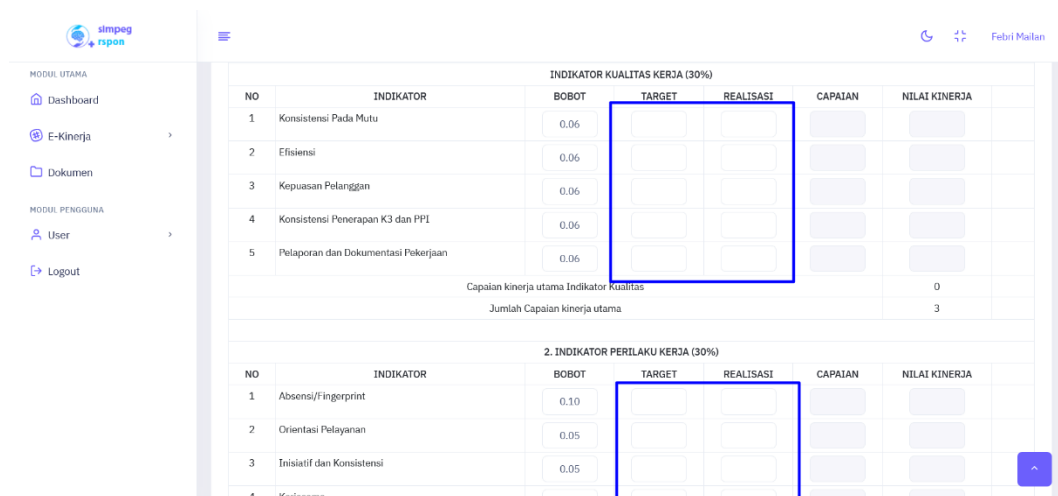 simpeg
rspon
Febri Mailan
MODUL UTAMA
Dashboard
E-Kinerja
Dokumen
MODUL PENGGUNA
User
Logout
INDIKATOR KUALITAS KERJA (30%)
NO INDIKATOR BOBOT TARGET REALISASI CAPAIAN NILAI KINERJA
1 Konsistensi Pada Mutu 0.06
2 Efisiensi 0.06
3 Kepuasan Pelanggan 0.06
4 Konsistensi Penerapan K3 dan PPI 0.06
5 Pelaporan dan Dokumentasi Pekerjaan 0.06
Capaian kinerja utama Indikator Kualitas 0
Jumlah Capaian kinerja utama 3
2. INDIKATOR PERILAKU KERJA (30%)
NO INDIKATOR BOBOT TARGET REALISASI CAPAIAN NILAI KINERJA
1 Absensi/Fingerprint 0.10
2 Orientasi Pelayanan 0.05
3 Inisiatif dan Konsistensi 0.05